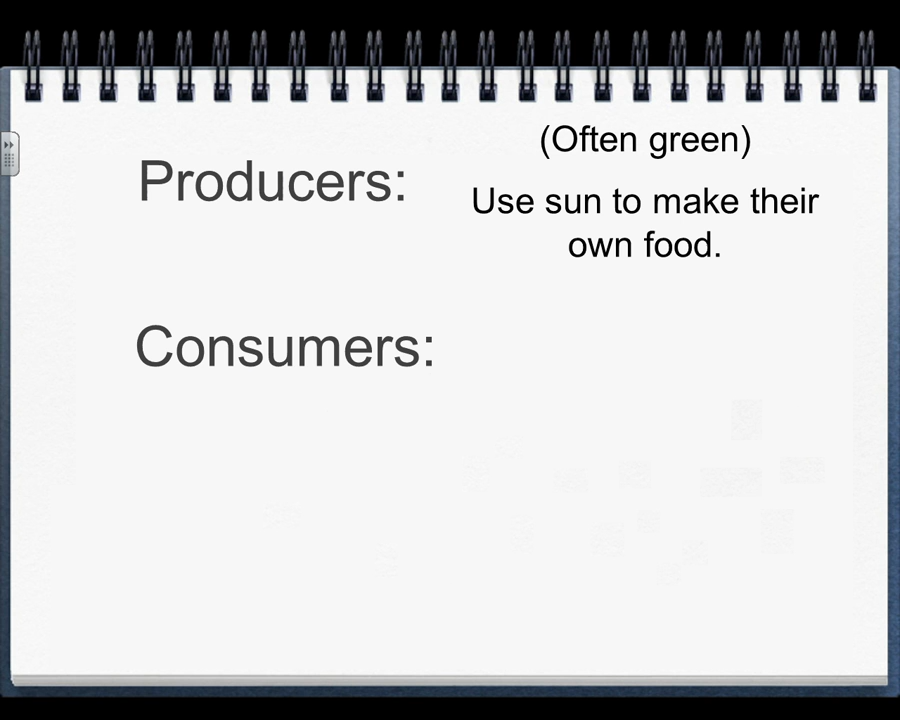 (Often green)
Producers:
Use sun to make their
own food.
Consumers: